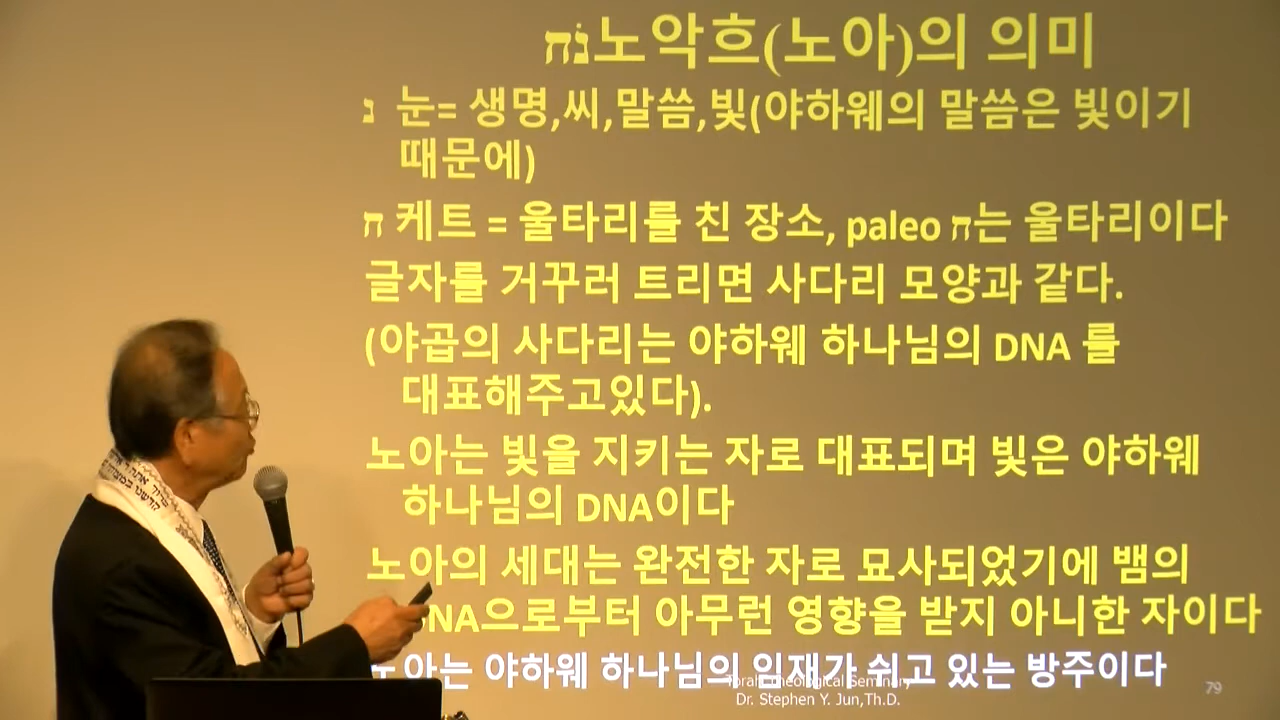 נֹח노악흐(노아)의 의미
נ 눈= 생명,씨,말씀,빛(야하웨의 말씀은 빛이기
때문에)
ח 케트 = 울타리를 친 장소, paleo ח는 울타리이다
글자를 거꾸러 트리면 사다리 모양과 같다.
(야곱의 사다리는 야하웨 하나님의 DNA 를
대표해주고있다).
노아는 빛을 지키는 자로 대표되며 빛은 야하웨
하나님의 DNA이다
노아의 세대는 완전한 자로 묘사되었기에 뱀의
NA으로부터 아무런 영향을 받지 아니한 자이다
노아는 야하웨 하나님의 임재가 쉬고 있는 방주이다
Torah Theological Seminary
Dr. Stephen Y. Jun,Th.D.
79